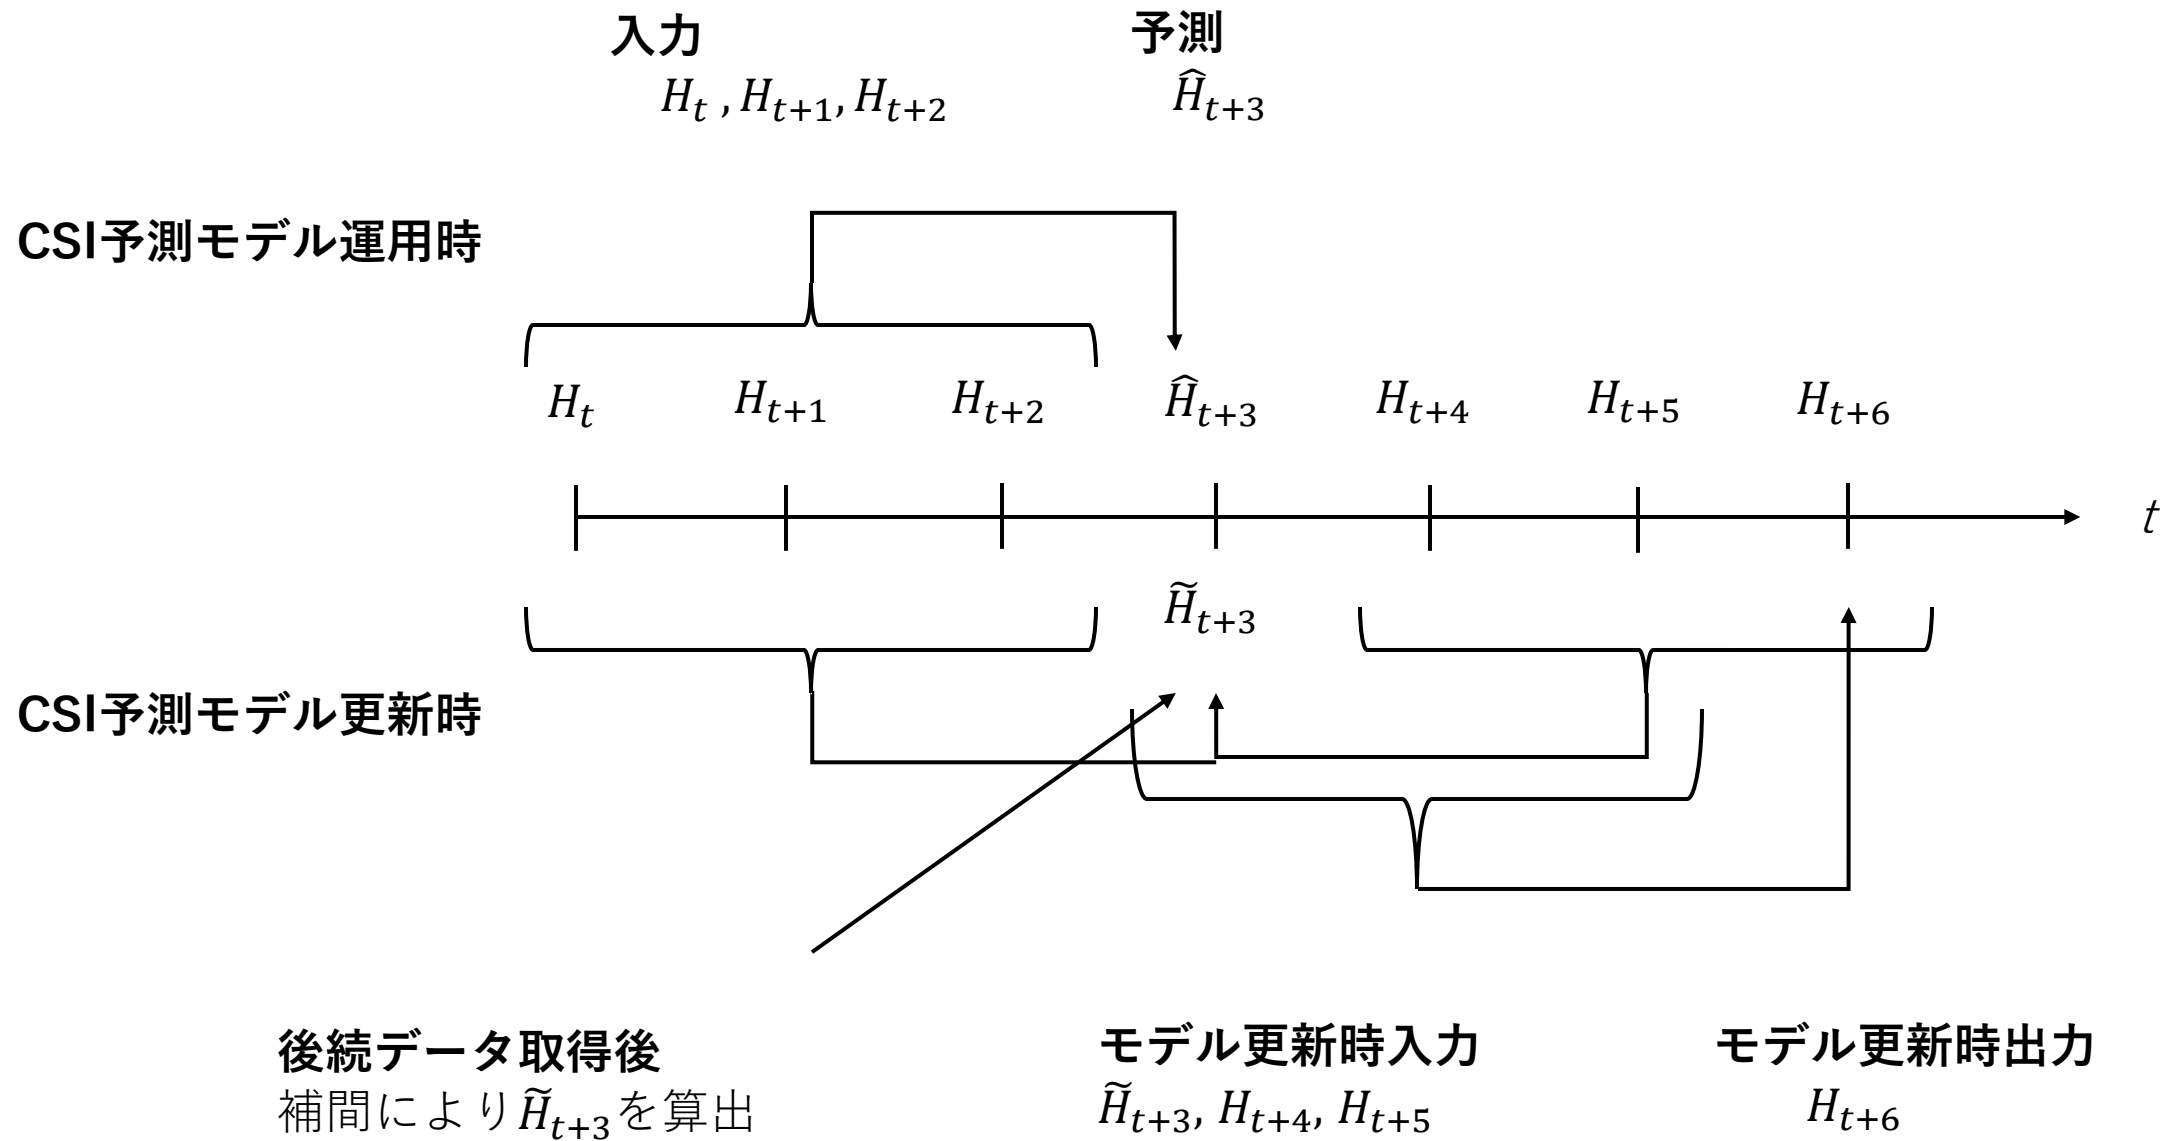 入力
H_t , H_{t+1}, H_{t+2}
予測
Ĥ_{t+3}
CSI予測モデル運用時
H_t H_{t+1} H_{t+2} Ĥ_{t+3} H_{t+4} H_{t+5} H_{t+6}
t
H̃_{t+3}
CSI予測モデル更新時
後続データ取得後
補間によりH̃_{t+3}を算出
モデル更新時入力
H̃_{t+3}, H_{t+4}, H_{t+5}
モデル更新時出力
H_{t+6}